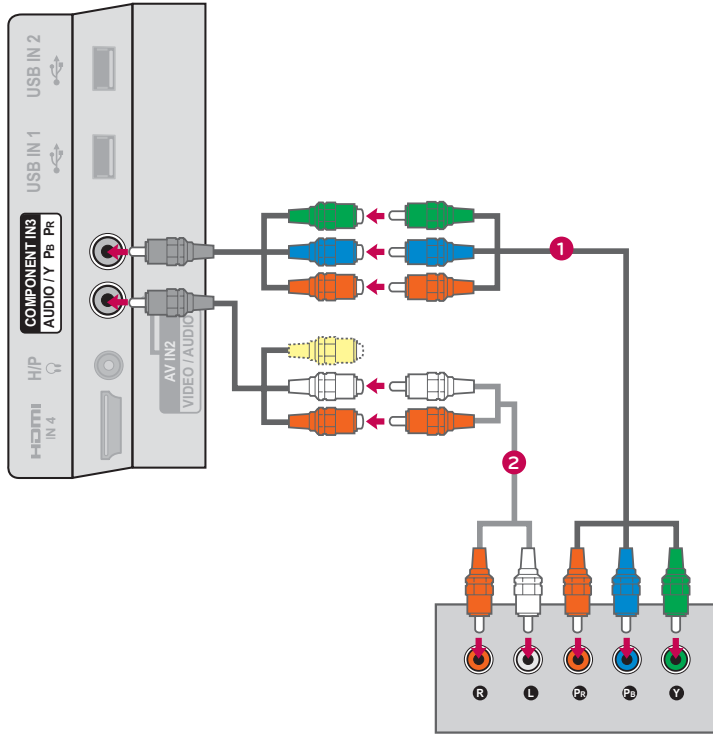 USB IN 2
USB IN 1
COMPONENT IN3
AUDIO / Y PB PR
AV IN2
VIDEO / AUDIO
H/P
HDMI
IN 4
1
2
R L PR PB Y